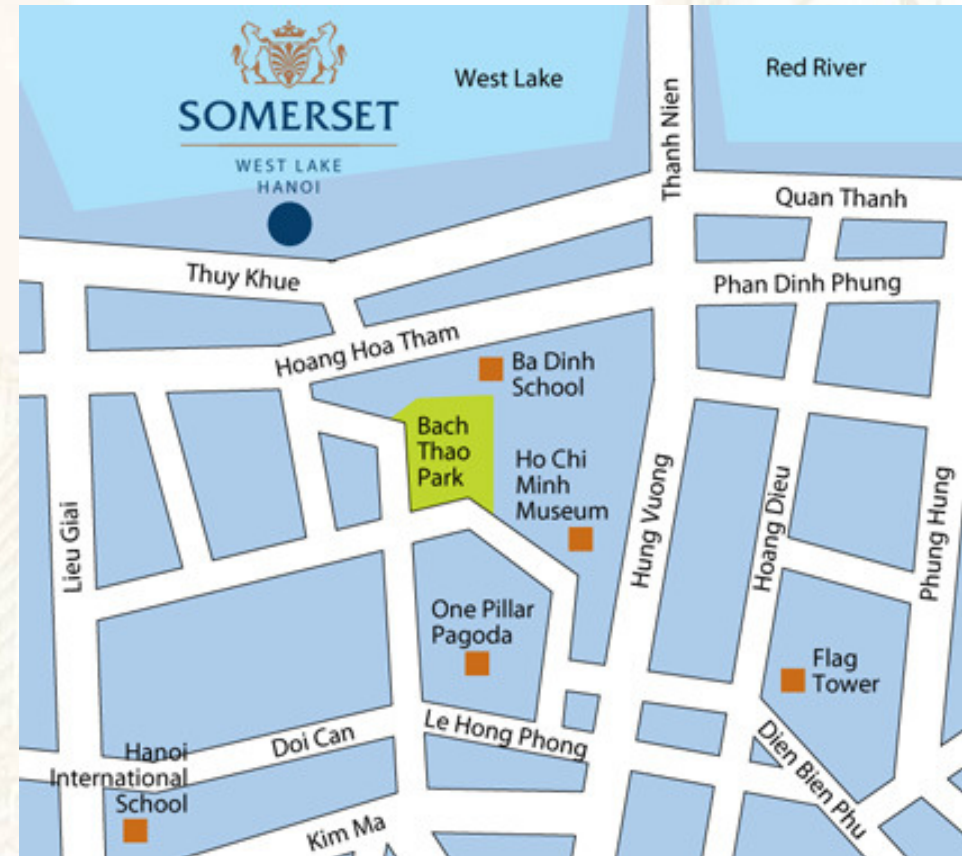 SOMERSET
WEST LAKE
HANOI
West Lake
Red River
Thanh Nien
Quan Thanh
Thuy Khue
Phan Dinh Phung
Hoang Hoa Tham
Ba Dinh
School
Bach
Thao
Park
Ho Chi
Minh
Museum
Lieu Giai
Hung Vuong
Hoang Dieu
Phung Hung
One Pillar
Pagoda
Flag
Tower
Le Hong Phong
Doi Can
Hanoi
International
School
Dien Bien Phu
Kim Ma